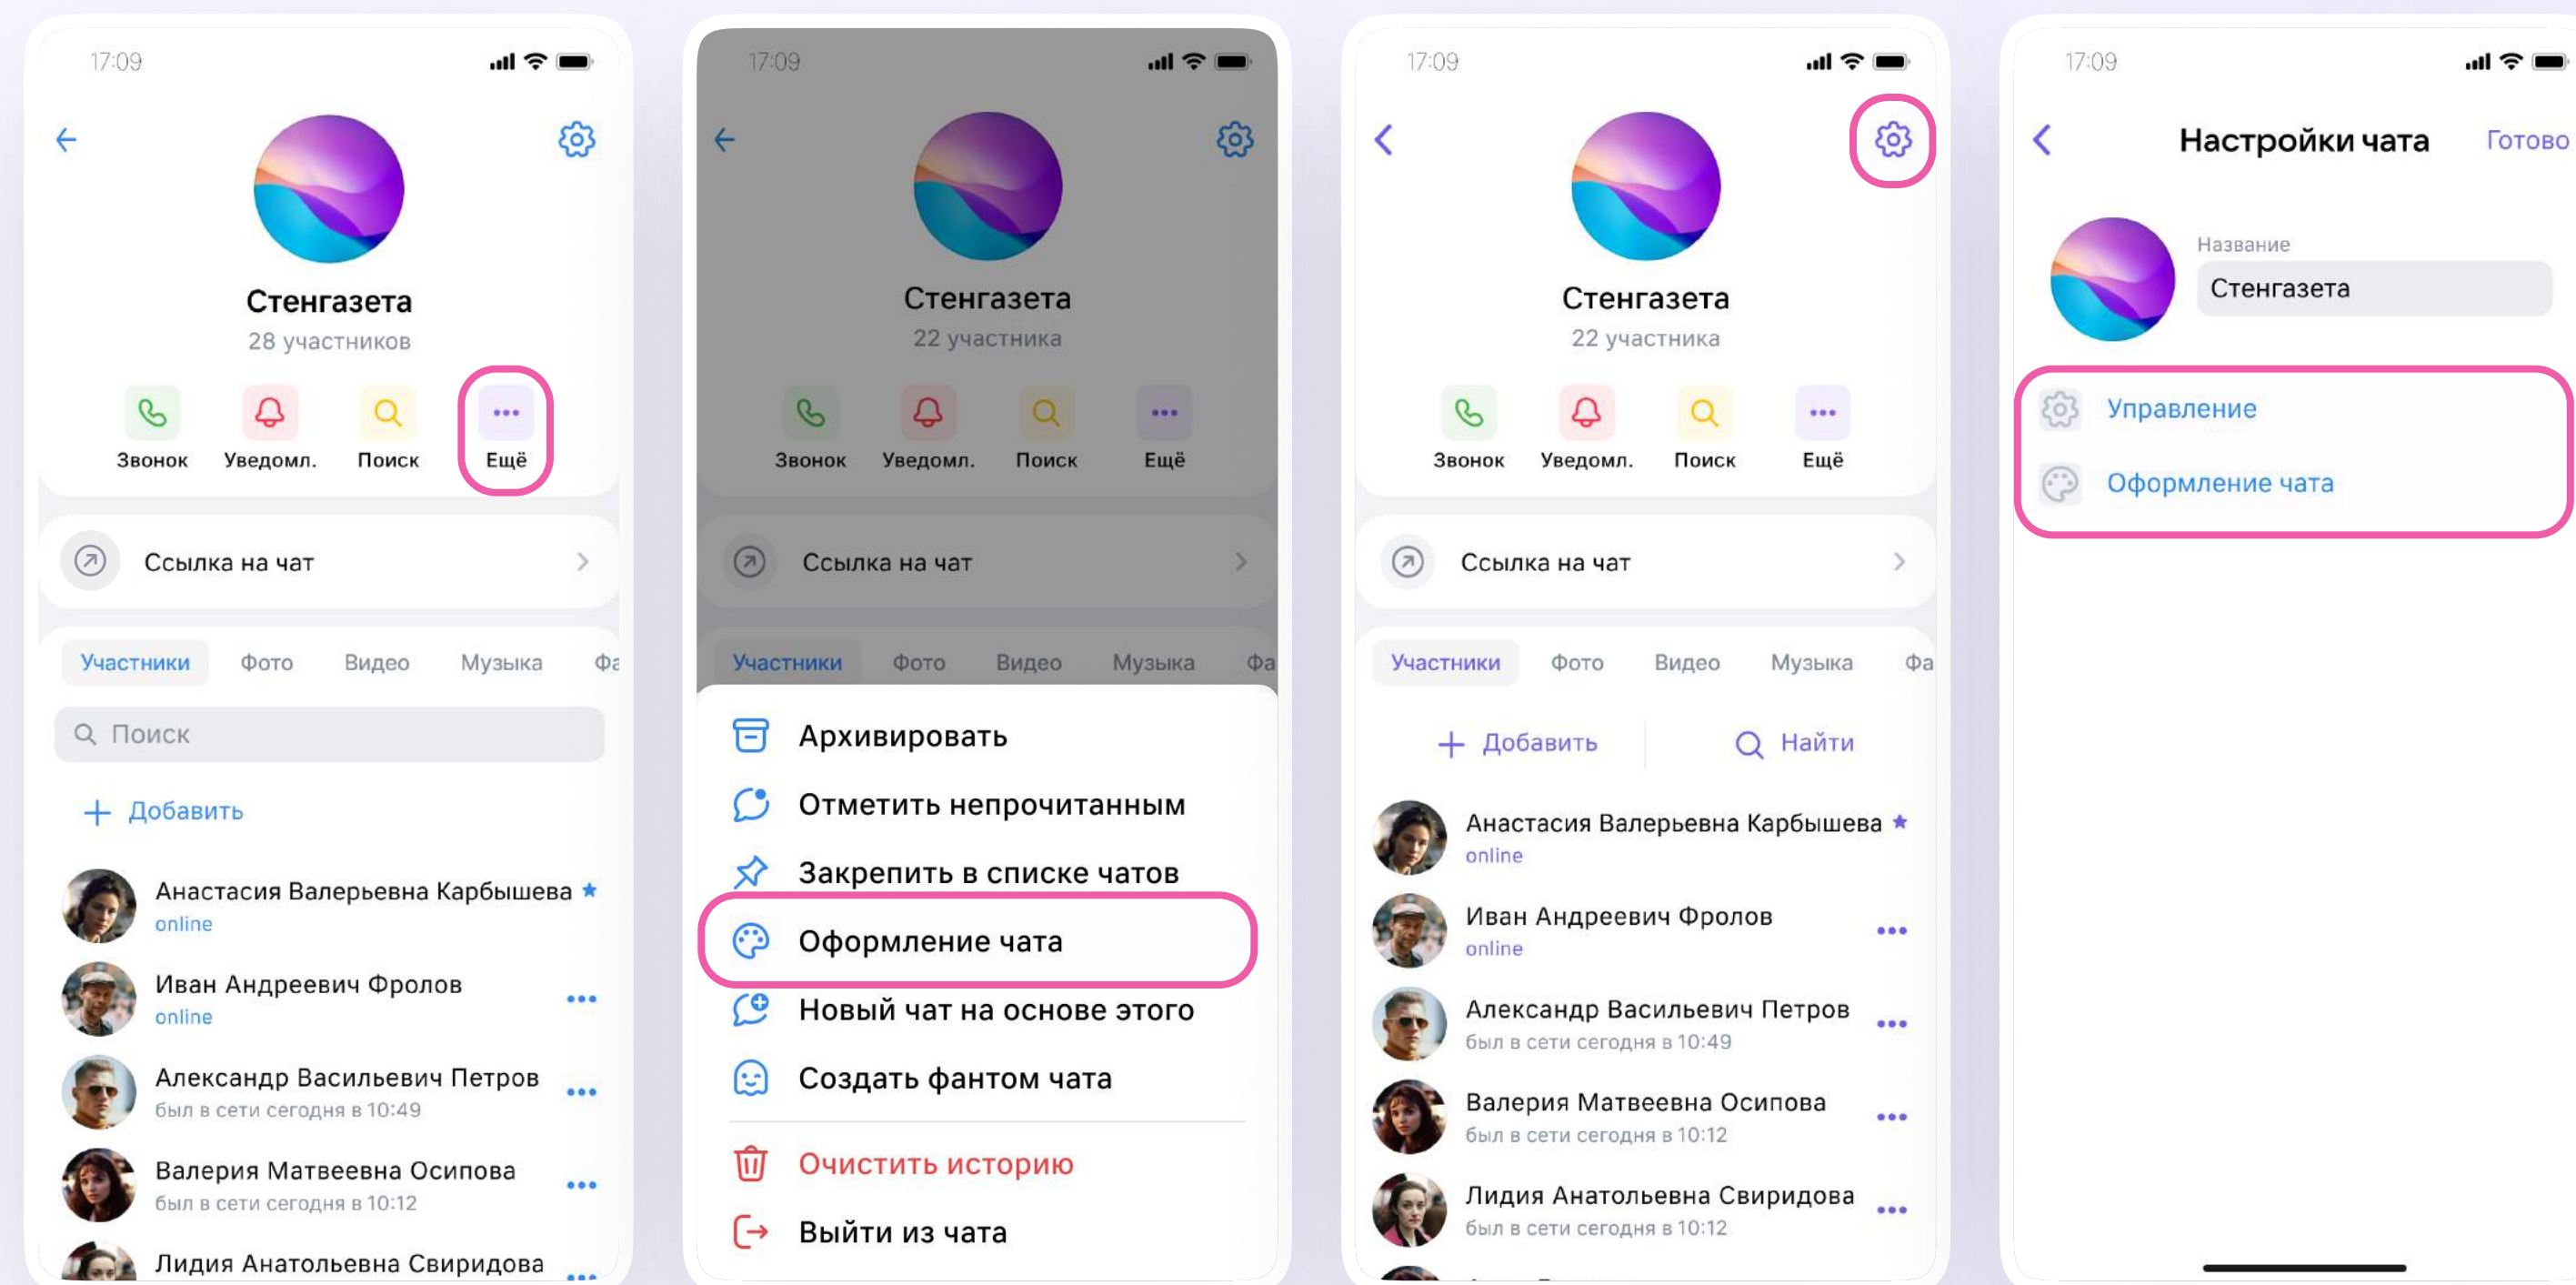 17:09
Стенгазета
28 участников
Звонок Уведомл. Поиск Ещё
Ссылка на чат
Участники Фото Видео Музыка Фа
Поиск
Добавить
Анастасия Валерьевна Карбышева
online
Иван Андреевич Фролов
online
Александр Васильевич Петров
был в сети сегодня в 10:49
Валерия Матвеевна Осипова
был в сети сегодня в 10:12
Лидия Анатольевна Свиридова
17:09
Стенгазета
22 участника
Звонок Уведомл. Поиск Ещё
Ссылка на чат
Участники Фото Видео Музыка Фа
Архивировать
Отметить непрочитанным
Закрепить в списке чатов
Оформление чата
Новый чат на основе этого
Создать фантом чата
Очистить историю
Выйти из чата
17:09
Стенгазета
22 участника
Звонок Уведомл. Поиск Ещё
Ссылка на чат
Участники Фото Видео Музыка Фа
Добавить Найти
Анастасия Валерьевна Карбышева
online
Иван Андреевич Фролов
online
Александр Васильевич Петров
был в сети сегодня в 10:49
Валерия Матвеевна Осипова
был в сети сегодня в 10:12
Лидия Анатольевна Свиридова
был в сети сегодня в 10:12
17:09
Настройки чата Готово
Название
Стенгазета
Управление
Оформление чата